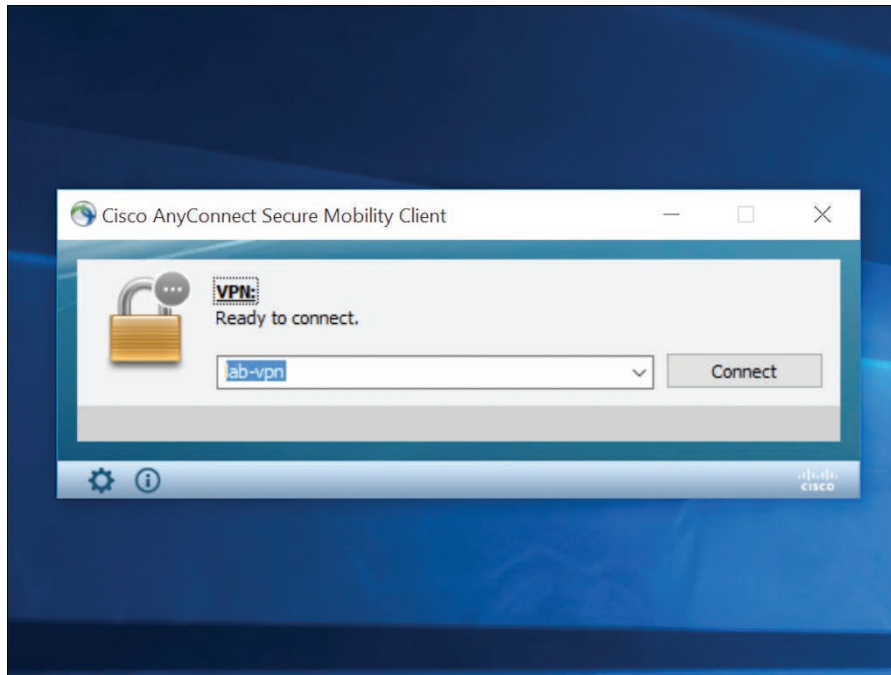 Cisco AnyConnect Secure Mobility Client
VPN:
Ready to connect.
lab-vpn
Connect
cisco